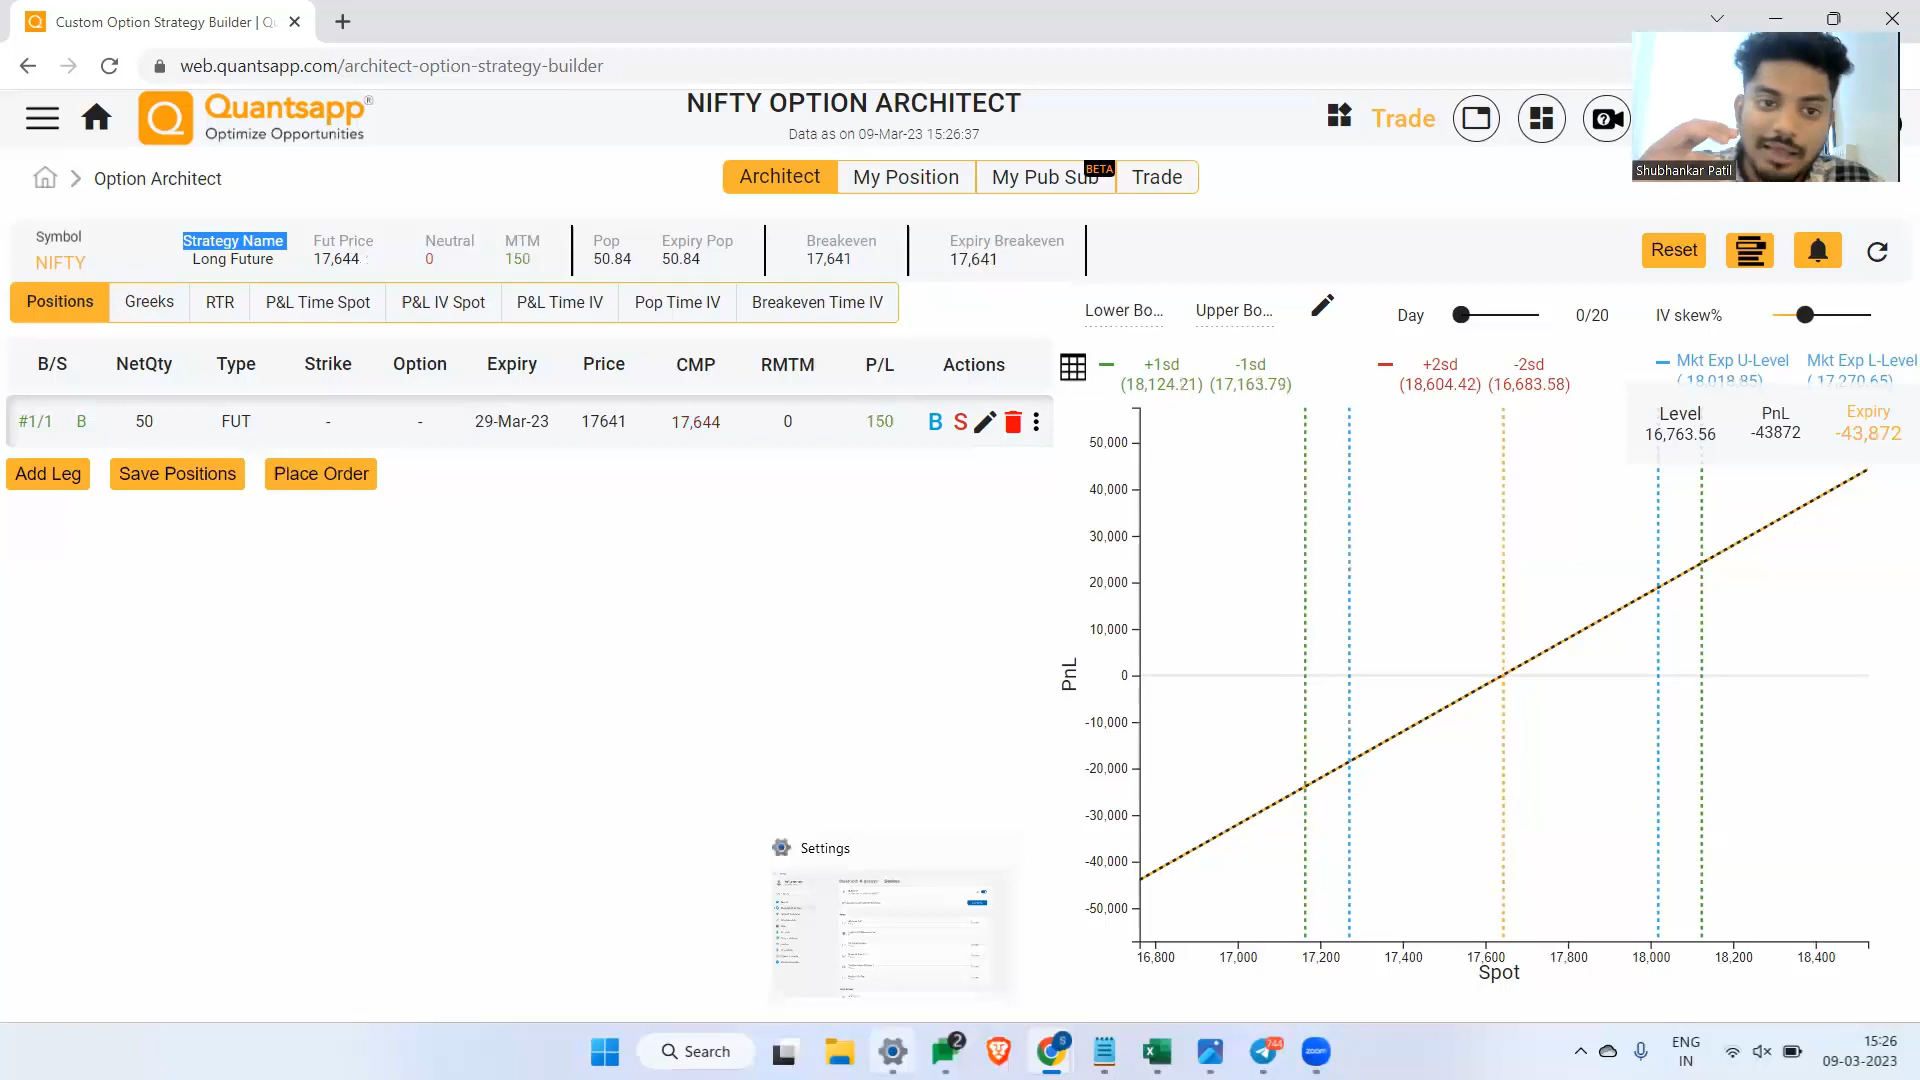 Custom Option Strategy Builder | Q
web.quantsapp.com/architect-option-strategy-builder
Quantsapp®
Optimize Opportunities
NIFTY OPTION ARCHITECT
Data as on 09-Mar-23 15:26:37
Trade
Shubhankar Patil
Option Architect
Architect My Position My Pub Sub BETA Trade
Symbol
NIFTY
Strategy Name
Long Future
Fut Price
17,644
Neutral
0
MTM
150
Pop
50.84
Expiry Pop
50.84
Breakeven
17,641
Expiry Breakeven
17,641
Reset
Positions Greeks RTR P&L Time Spot P&L IV Spot P&L Time IV Pop Time IV Breakeven Time IV
Lower Bo... Upper Bo... Day 0/20 IV skew%
B/S NetQty Type Strike Option Expiry Price CMP RMTM P/L Actions
#1/1 B 50 FUT - - 29-Mar-23 17641 17,644 0 150 B S
Add Leg Save Positions Place Order
+1sd -1sd
(18,124.21) (17,163.79)
+2sd -2sd
(18,604.42) (16,683.58)
Mkt Exp U-Level Mkt Exp L-Level
( 18,018.85) ( 17,270.65)
Level PnL Expiry
16,763.56 -43872 -43,872
50,000
40,000
30,000
20,000
10,000
0
-10,000
-20,000
-30,000
-40,000
-50,000
PnL
16,800 17,000 17,200 17,400 17,600 17,800 18,000 18,200 18,400
Spot
Settings
Search
2
S
744
zoom
ENG
IN
15:26
09-03-2023